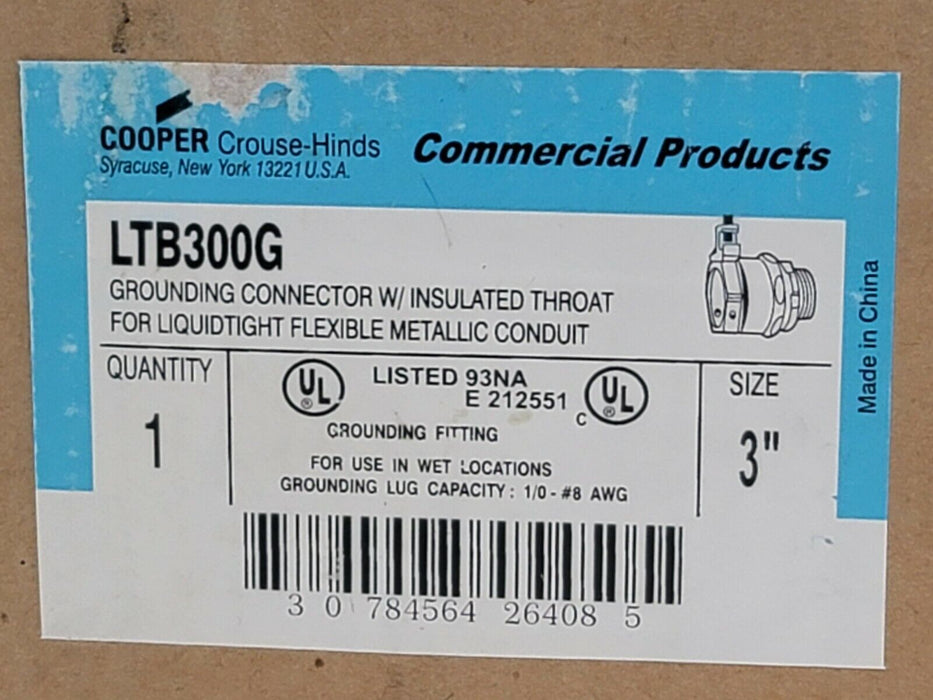 COOPER Crouse-Hinds
Syracuse, New York 13221 U.S.A.
Commercial Products
LTB300G
GROUNDING CONNECTOR W/ INSULATED THROAT
FOR LIQUIDTIGHT FLEXIBLE METALLIC CONDUIT
Made in China
QUANTITY
1
UL ®
LISTED 93NA
E 212551
C UL ®
GROUNDING FITTING
FOR USE IN WET LOCATIONS
GROUNDING LUG CAPACITY: 1/0 - #8 AWG
SIZE
3"
3 0 784564 26408 5